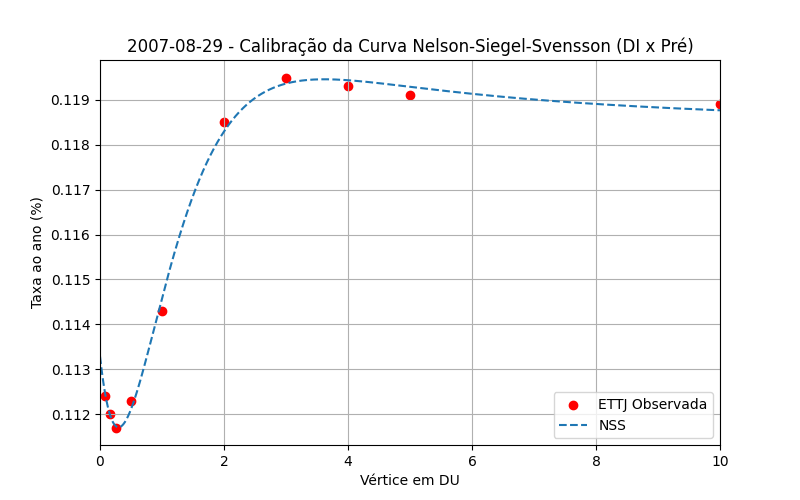 2007-08-29 - Calibração da Curva Nelson-Siegel-Svensson (DI x Pré)
Taxa ao ano (%)
0.119
0.118
0.117
0.116
0.115
0.114
0.113
0.112
ETTJ Observada
NSS
0 2 4 6 8 10
Vértice em DU